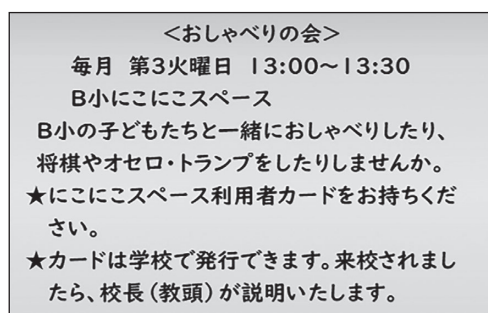 <おしゃべりの会>
毎月 第3火曜日 13:00~13:30
B小にこにこスペース
B小の子どもたちと一緒におしゃべりしたり、
将棋やオセロ・トランプをしたりしませんか。
★にこにこスペース利用者カードをお持ちくだ
さい。
★カードは学校で発行できます。来校されまし
たら、校長(教頭)が説明いたします。